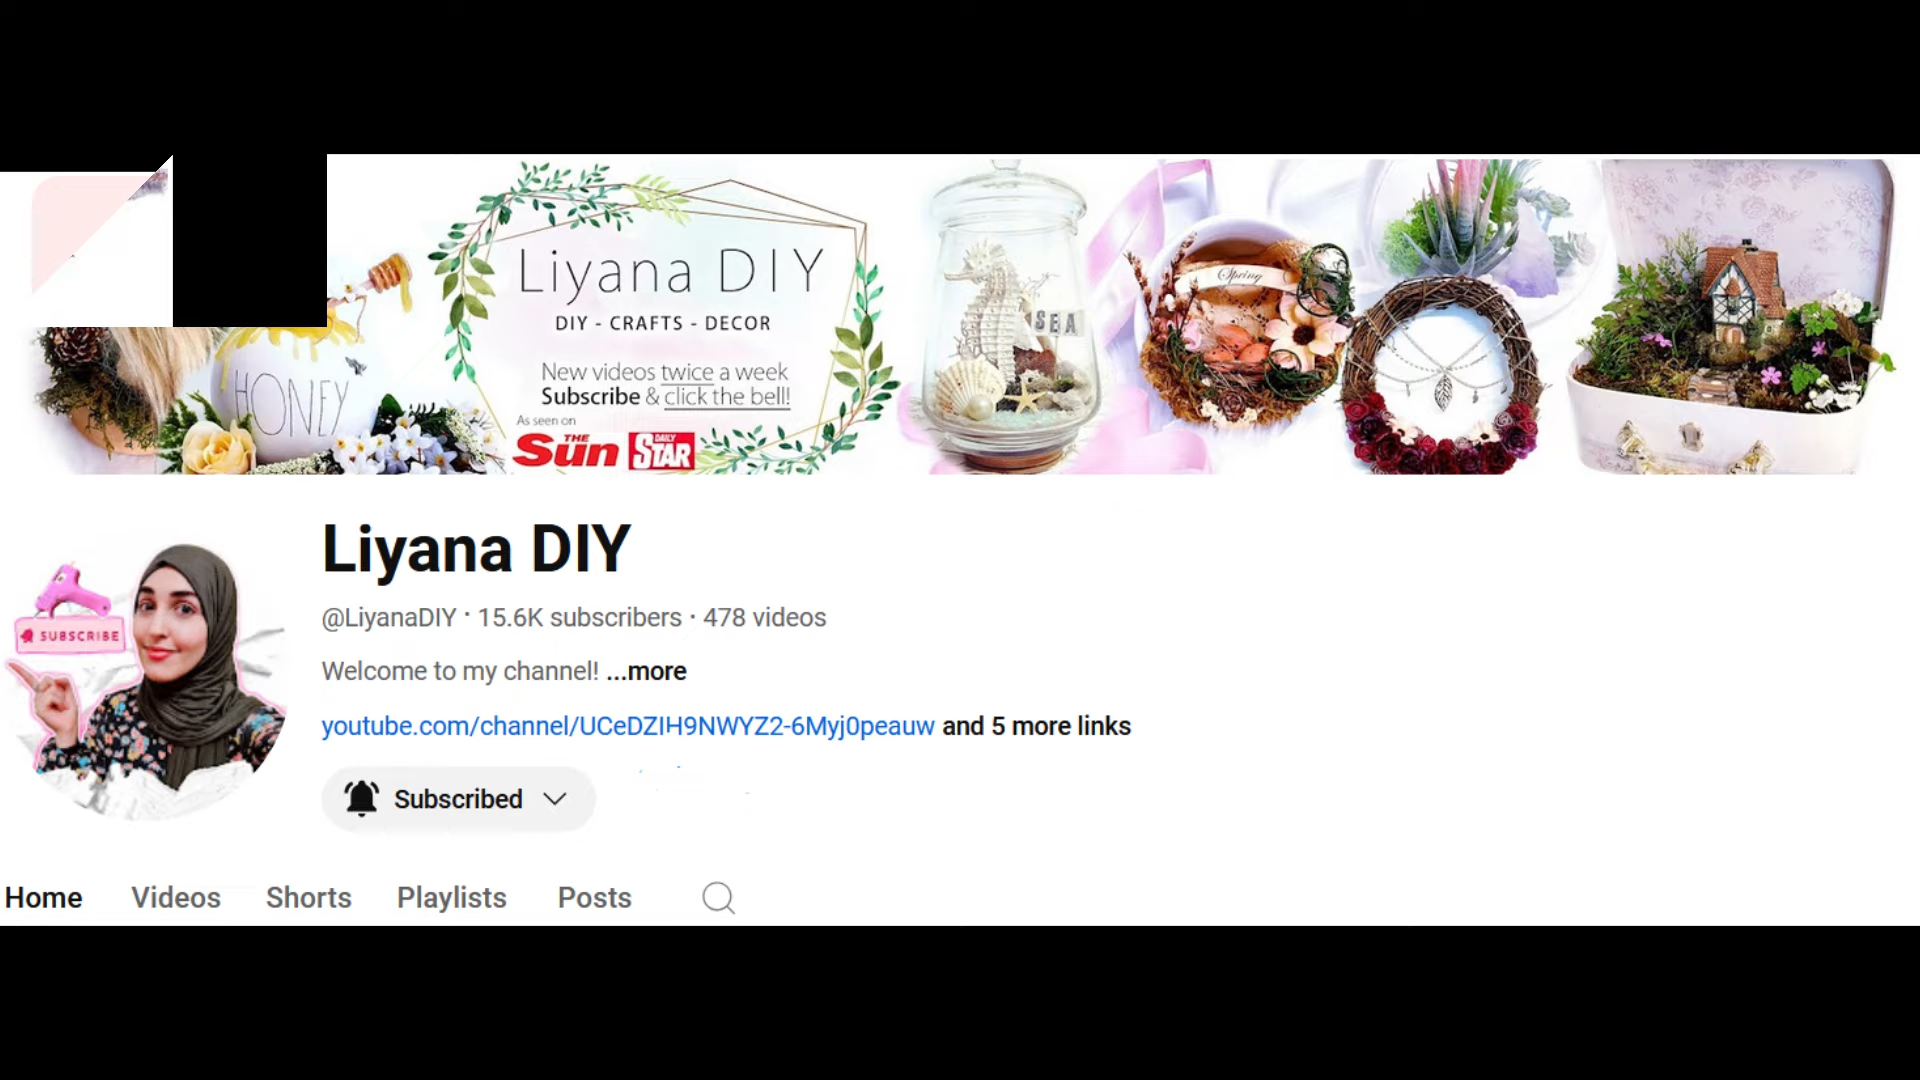 Liyana DIY
DIY - CRAFTS - DECOR
New videos twice a week
Subscribe & click the bell!
As seen on
THE Sun DAILY STAR
HONEY
SEA
Spring
Liyana DIY
@LiyanaDIY · 15.6K subscribers · 478 videos
SUBSCRIBE
Welcome to my channel! ...more
youtube.com/channel/UCeDZIH9NWYZ2-6Myj0peauw and 5 more links
Subscribed
Home Videos Shorts Playlists Posts